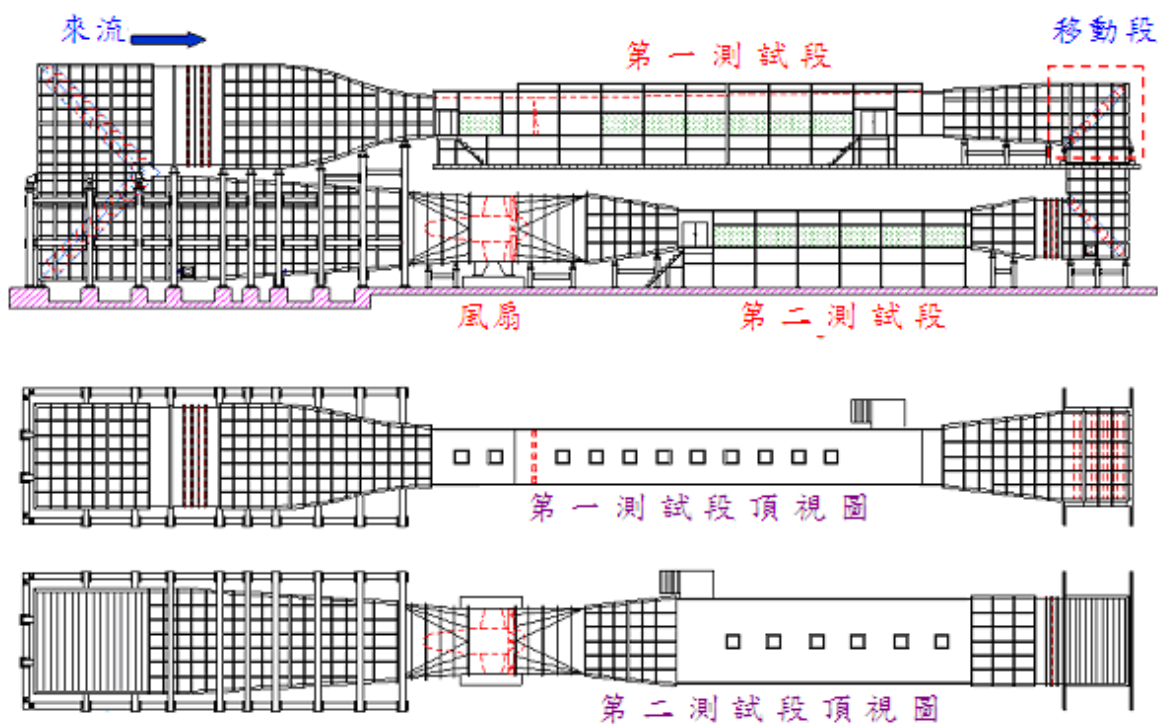 來流
移動段
第一測試段
風扇
第二測試段
第一測試段頂視圖
第二測試段頂視圖